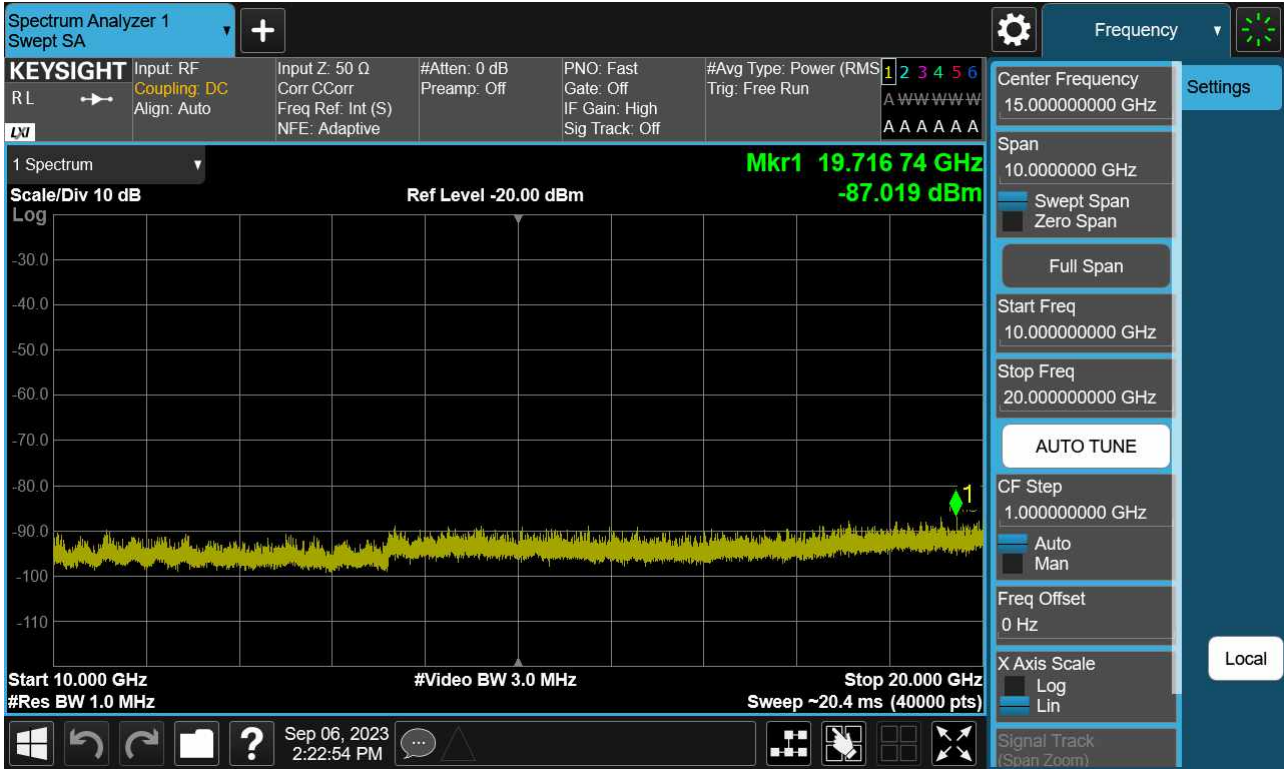 Spectrum Analyzer 1
Swept SA
Frequency
KEYSIGHT
R L
LXI
Input: RF
Coupling: DC
Align: Auto
Input Z: 50 Ω
Corr CCorr
Freq Ref: Int (S)
NFE: Adaptive
#Atten: 0 dB
Preamp: Off
PNO: Fast
Gate: Off
IF Gain: High
Sig Track: Off
#Avg Type: Power (RMS
Trig: Free Run
1 2 3 4 5 6
A W W W W W
A A A A A A
1 Spectrum
Scale/Div 10 dB
Log
Ref Level -20.00 dBm
Mkr1 19.716 74 GHz
-87.019 dBm
-30.0
-40.0
-50.0
-60.0
-70.0
-80.0
-90.0
-100
-110
1
Start 10.000 GHz
#Res BW 1.0 MHz
#Video BW 3.0 MHz
Stop 20.000 GHz
Sweep ~20.4 ms (40000 pts)
Sep 06, 2023
2:22:54 PM
Center Frequency
15.000000000 GHz
Span
10.0000000 GHz
Swept Span
Zero Span
Full Span
Start Freq
10.000000000 GHz
Stop Freq
20.000000000 GHz
AUTO TUNE
CF Step
1.000000000 GHz
Auto
Man
Freq Offset
0 Hz
X Axis Scale
Log
Lin
Signal Track
(Span Zoom)
Settings
Local